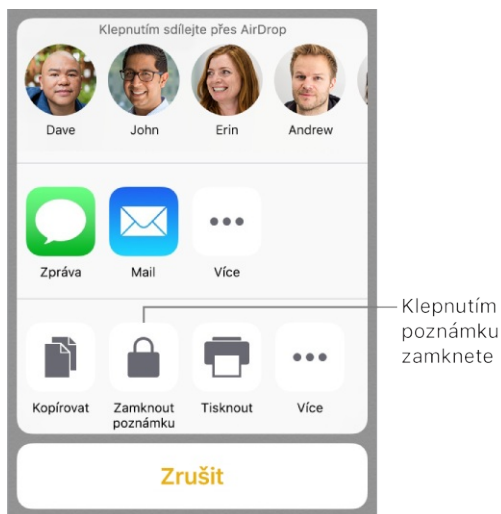 Klepnutím sdílejte přes AirDrop
Dave John Erin Andrew
Zpráva Mail Více
Klepnutím
poznámku
zamknete
Kopírovat Zamknout Tisknout Více
poznámku
Zrušit